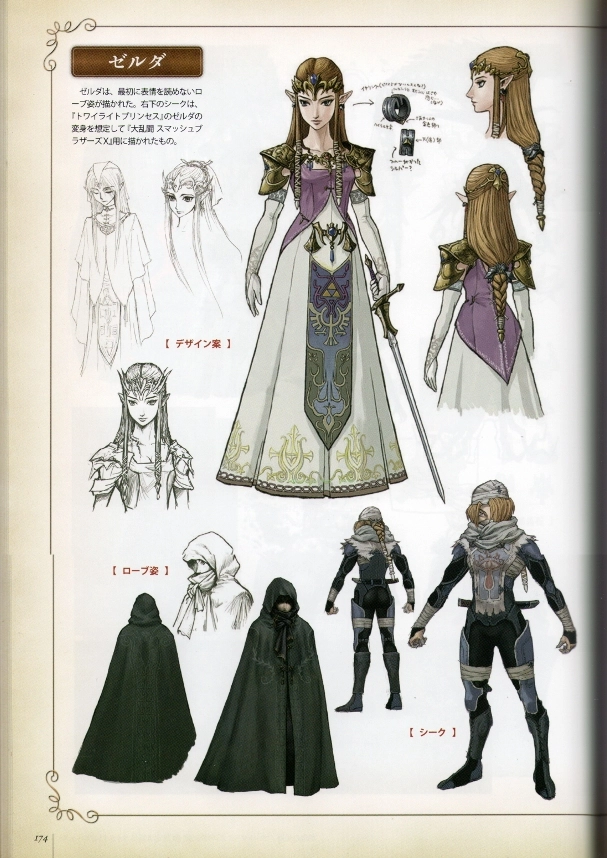 ゼルダ
ゼルダは、最初に表情を読めないロ
ーブ姿が描かれた。右下のシークは、
『トワイライトプリンセス』のゼルダの
変身を想定して『大乱闘 スマッシュブ
ラザーズX』用に描かれたもの。
【 デザイン案 】
【 ローブ姿 】
【 シーク 】
174